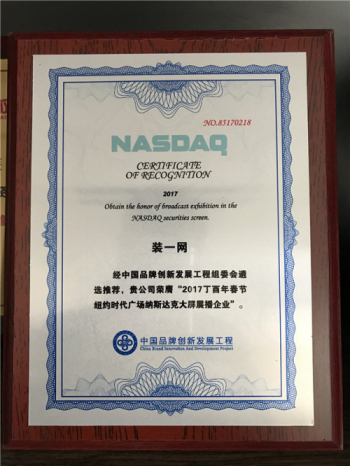 NO.85170218
NASDAQ
CERTIFICATE
OF RECOGNITION
2017
Obtain the honor of broadcast exhibition in the
NASDAQ securities screen.
装一网
经中国品牌创新发展工程组委会遴
选推荐，贵公司荣膺“2017丁酉年春节
纽约时代广场纳斯达克大屏展播企业”。
中国品牌创新发展工程
China Brand Innovation And Development Project